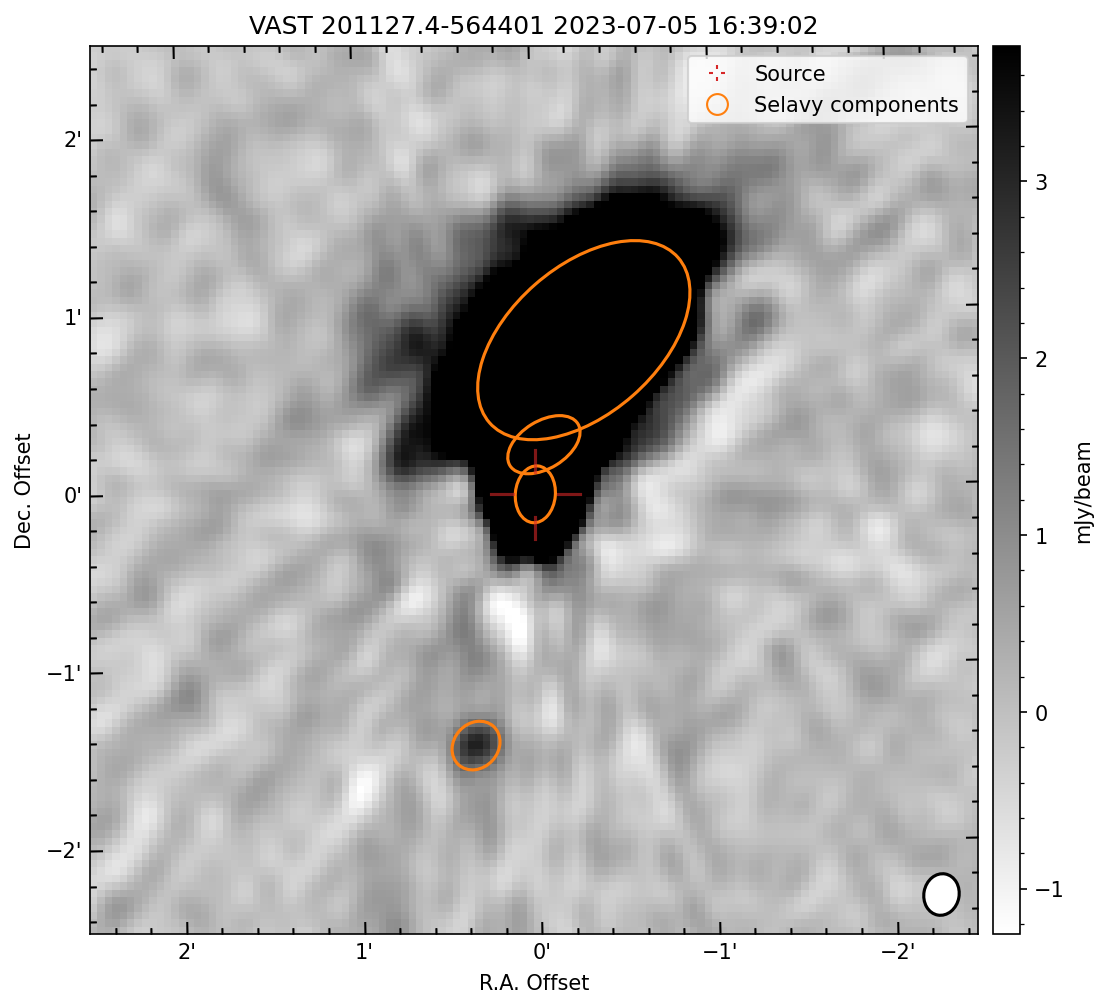 VAST 201127.4-564401 2023-07-05 16:39:02
Source
Selavy components
2'
1'
0'
−1'
−2'
Dec. Offset
2'
1'
0'
−1'
−2'
R.A. Offset
3
2
1
0
−1
mJy/beam